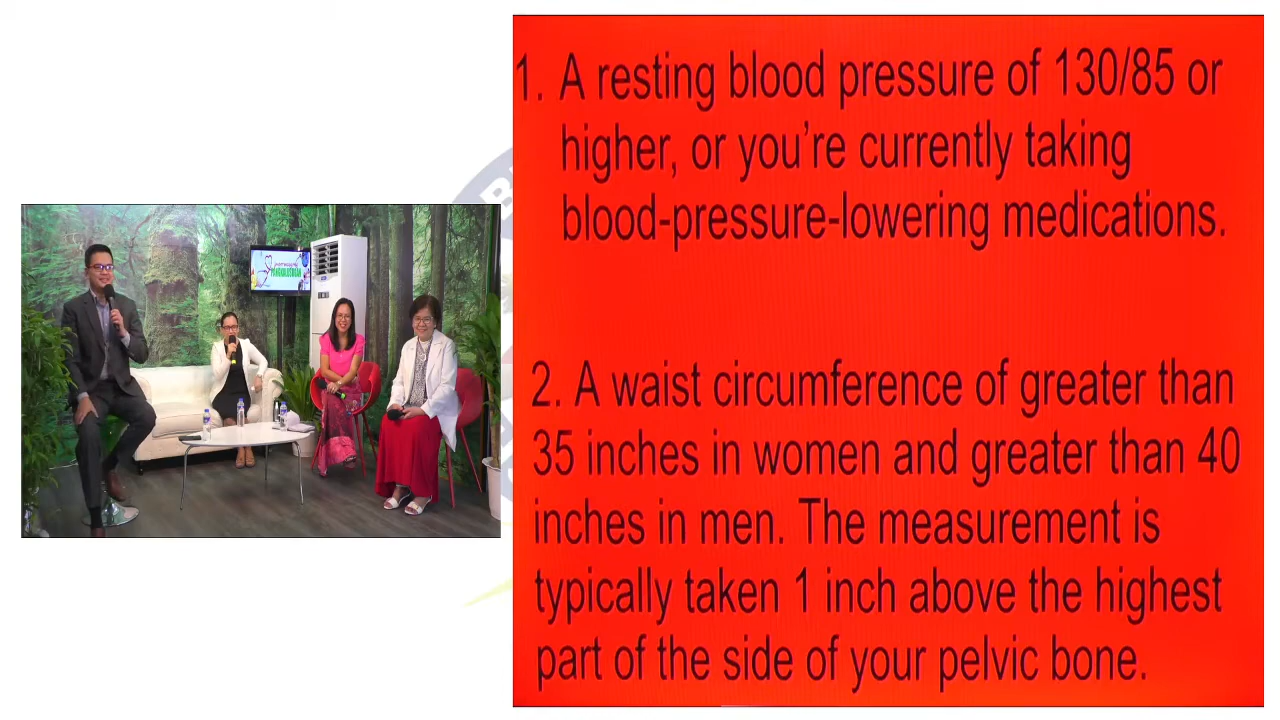 1. A resting blood pressure of 130/85 or
higher, or you’re currently taking
blood-pressure-lowering medications.
2. A waist circumference of greater than
35 inches in women and greater than 40
inches in men. The measurement is
typically taken 1 inch above the highest
part of the side of your pelvic bone.